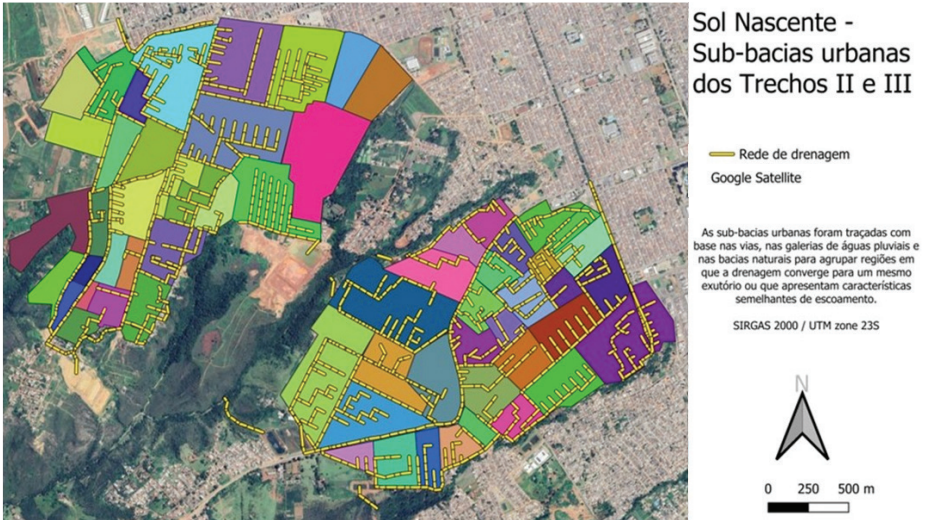 Sol Nascente -
Sub-bacias urbanas
dos Trechos II e III
Rede de drenagem
Google Satellite
As sub-bacias urbanas foram traçadas com
base nas vias, nas galerias de águas pluviais e
nas bacias naturais para agrupar regiões em
que a drenagem converge para um mesmo
exutório ou que apresentam características
semelhantes de escoamento.
SIRGAS 2000 / UTM zone 23S
N
0 250 500 m